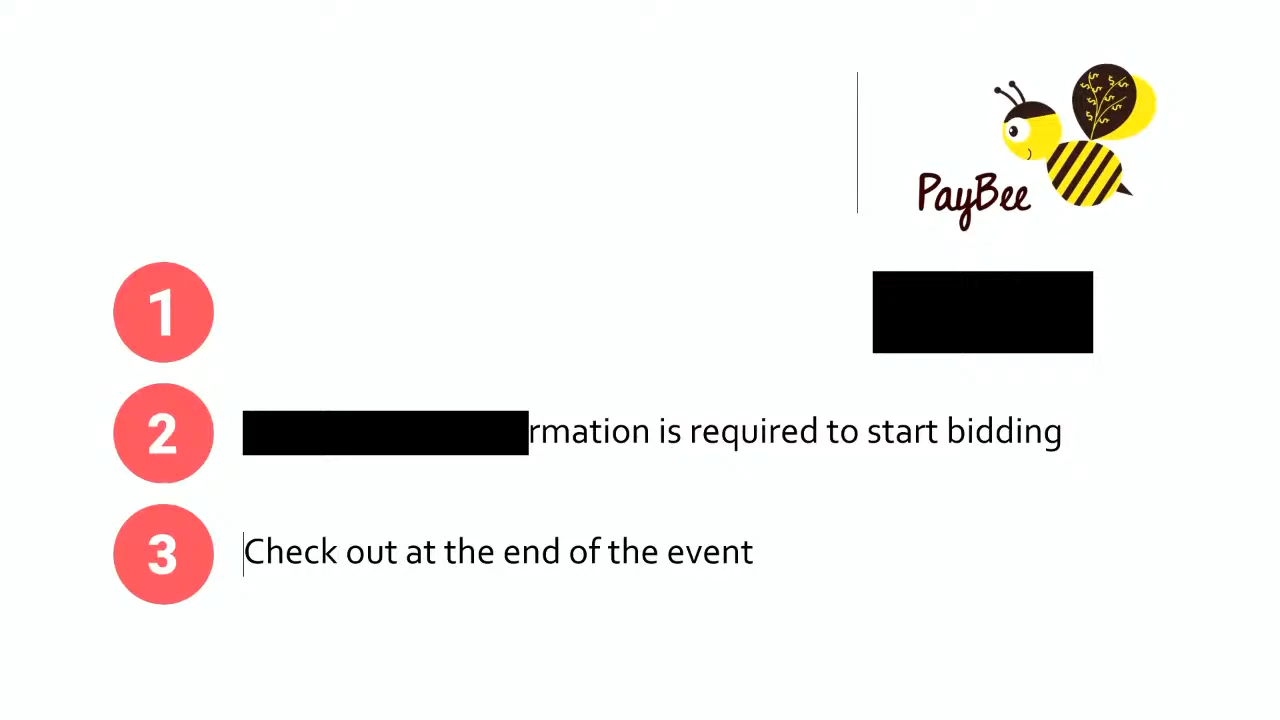 PayBee
1
2
rmation is required to start bidding
3
Check out at the end of the event